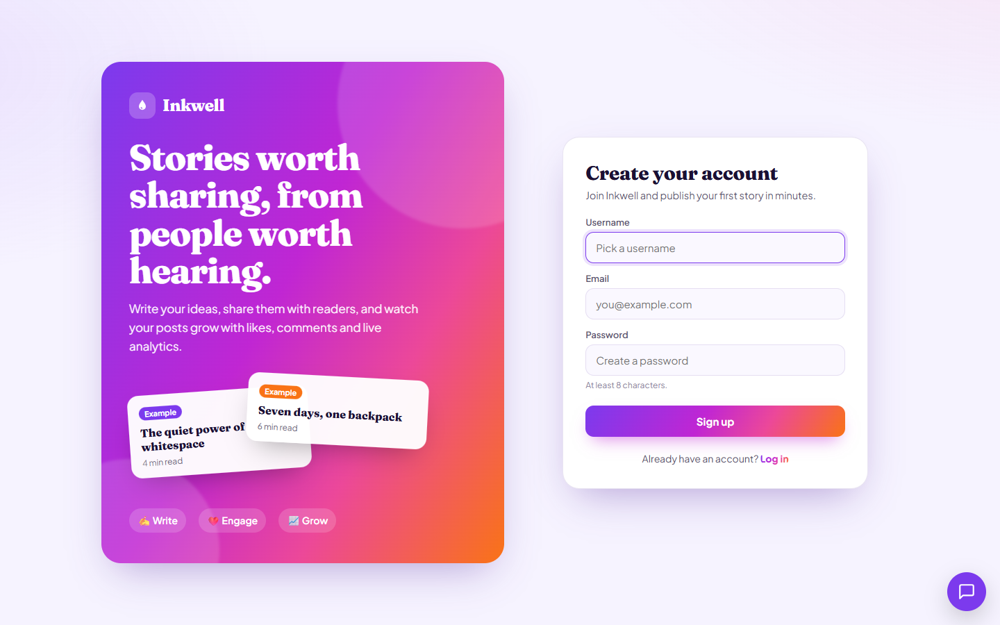 Inkwell
Stories worth
sharing, from
people worth
hearing.
Write your ideas, share them with readers, and watch
your posts grow with likes, comments and live
analytics.
Example
The quiet power of
whitespace
4 min read
Example
Seven days, one backpack
6 min read
✍️ Write
💔 Engage
📈 Grow
Create your account
Join Inkwell and publish your first story in minutes.
Username
Pick a username
Email
you@example.com
Password
Create a password
At least 8 characters.
Sign up
Already have an account? Log in